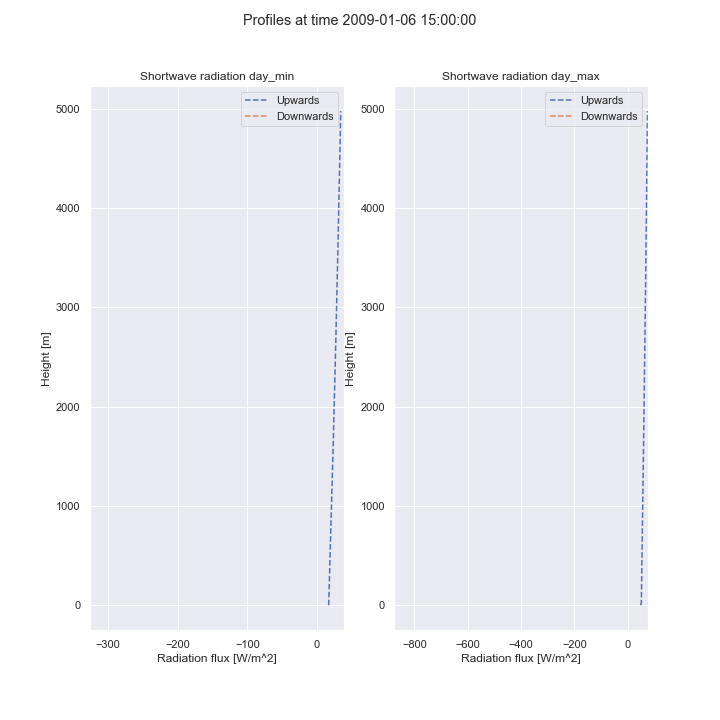 Profiles at time 2009-01-06 15:00:00
Shortwave radiation day_min
Upwards
Downwards
5000
4000
3000
2000
1000
0
Height [m]
−300
−200
−100
0
Radiation flux [W/m^2]
Shortwave radiation day_max
Upwards
Downwards
5000
4000
3000
2000
1000
0
Height [m]
−800
−600
−400
−200
0
Radiation flux [W/m^2]